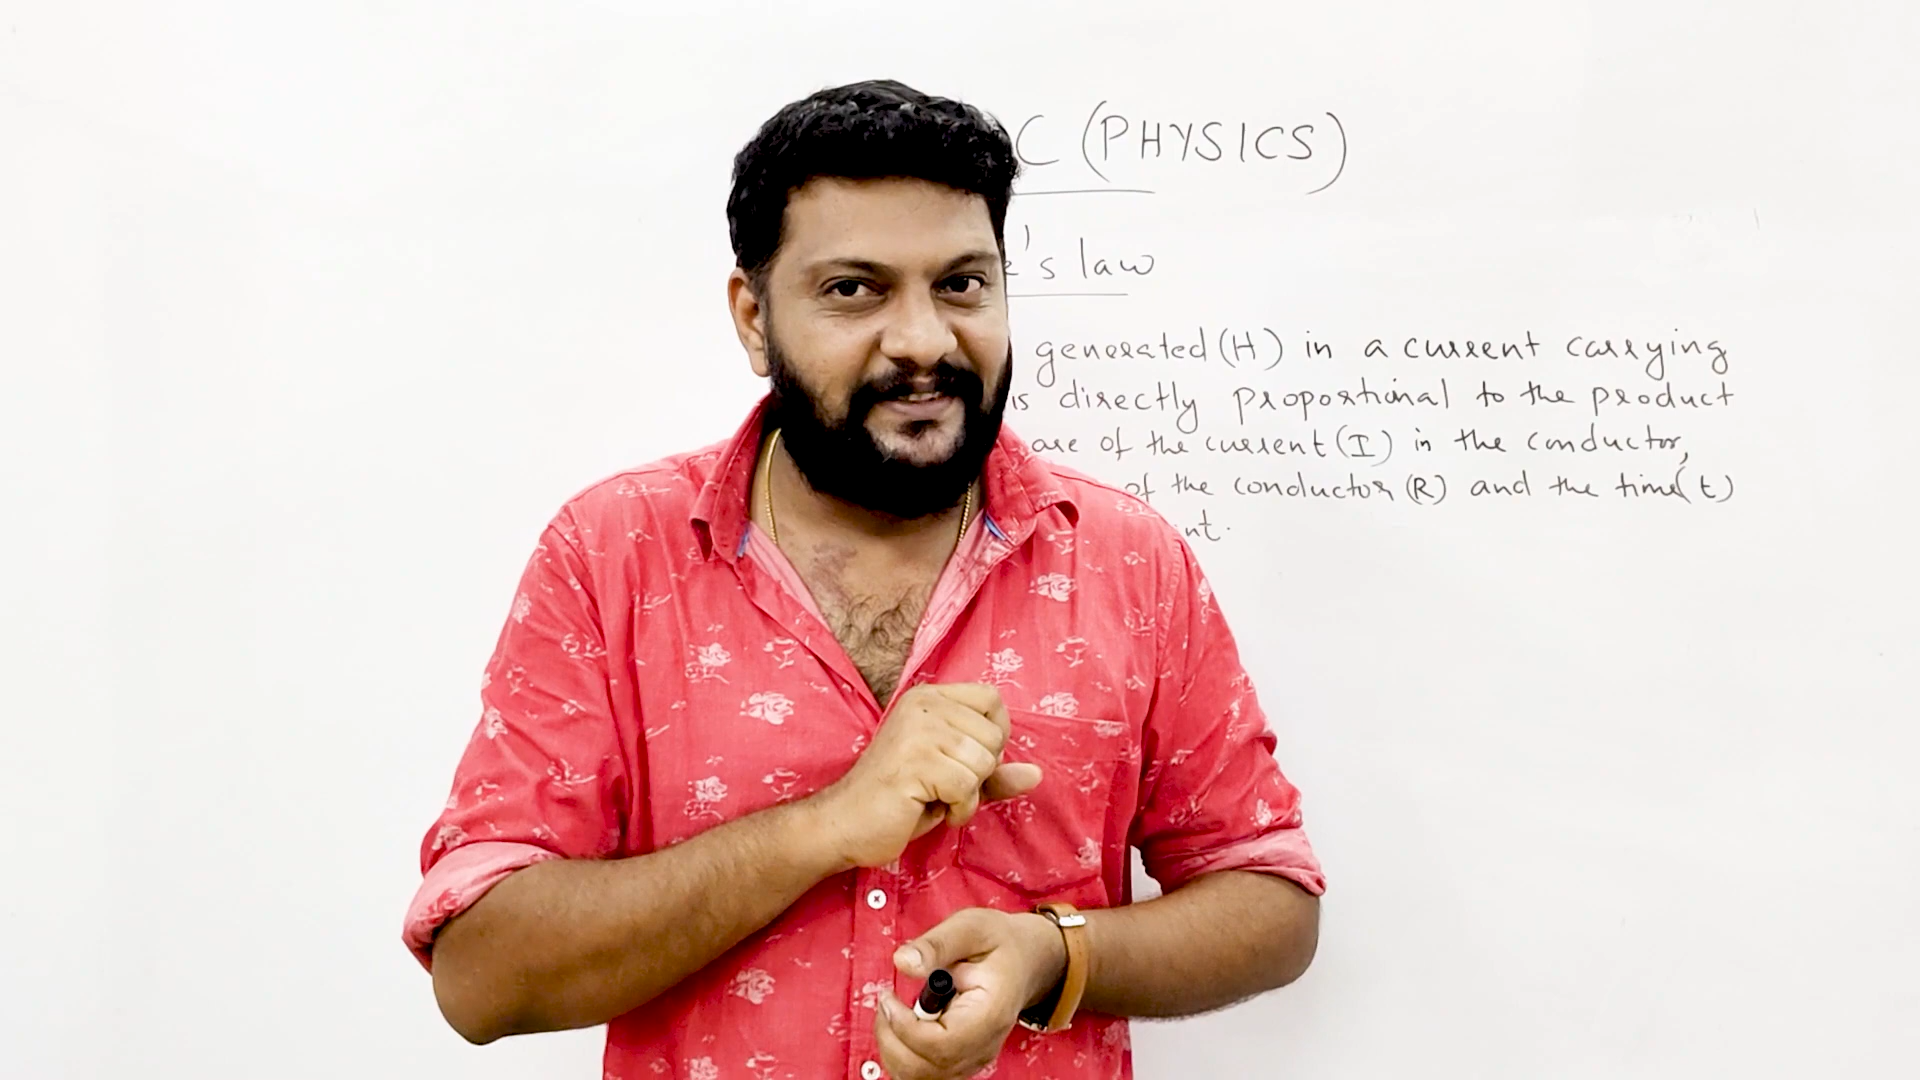 C (PHYSICS)
's law
generated (H) in a current carrying
is directly proportional to the product
are of the current (I) in the conductor,
of the conductor (R) and the time (t)
nt.